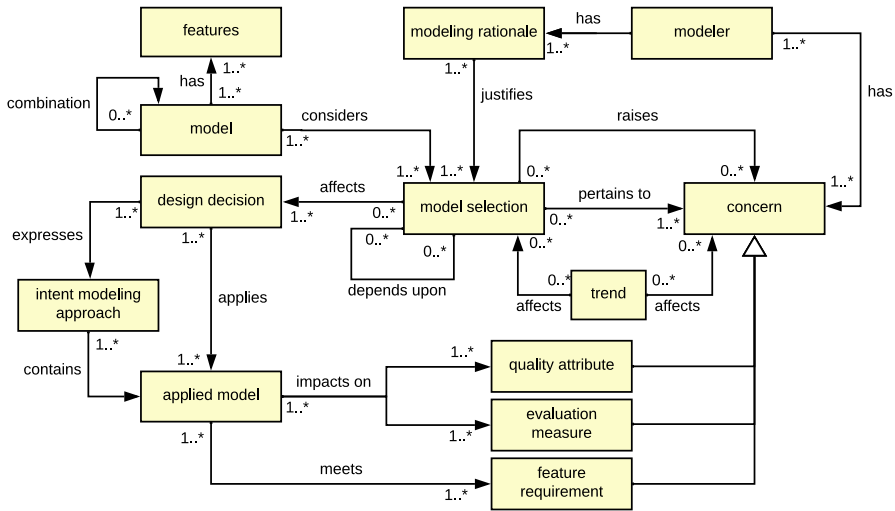 features
modeling rationale
has
modeler
1..*
1..*
1..*
has
1..*
1..*
combination
0..*
model
considers
1..*
justifies
raises
has
1..*
1..*
0..*
0..*
1..*
design decision
affects
1..*
0..*
model selection
pertains to
0..*
1..*
concern
1..*
1..*
expresses
0..*
0..*
0..*
0..*
depends upon
intent modeling
approach
applies
0..*
trend
0..*
affects
affects
1..*
contains
1..*
applied model
impacts on
1..*
1..*
quality attribute
1..*
evaluation
measure
1..*
meets
1..*
feature
requirement